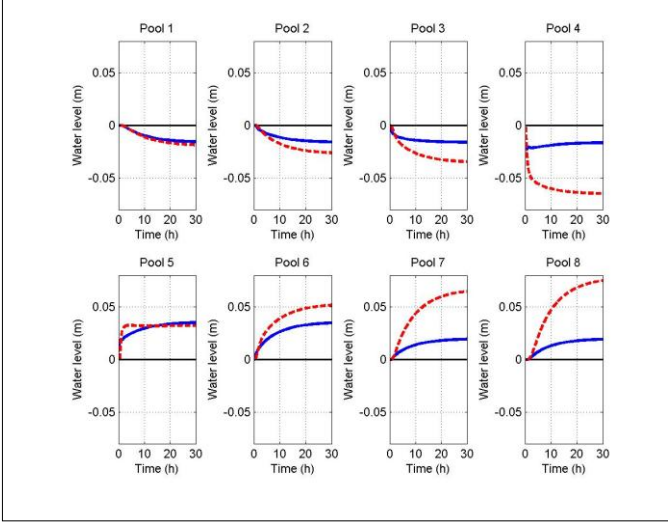 Pool 1 Pool 2 Pool 3 Pool 4
0.05 0.05 0.05 0.05
0 0 0 0
-0.05 -0.05 -0.05 -0.05
Water level (m) Water level (m) Water level (m) Water level (m)
0 10 20 30 0 10 20 30 0 10 20 30 0 10 20 30
Time (h) Time (h) Time (h) Time (h)
Pool 5 Pool 6 Pool 7 Pool 8
0.05 0.05 0.05 0.05
0 0 0 0
-0.05 -0.05 -0.05 -0.05
Water level (m) Water level (m) Water level (m) Water level (m)
0 10 20 30 0 10 20 30 0 10 20 30 0 10 20 30
Time (h) Time (h) Time (h) Time (h)